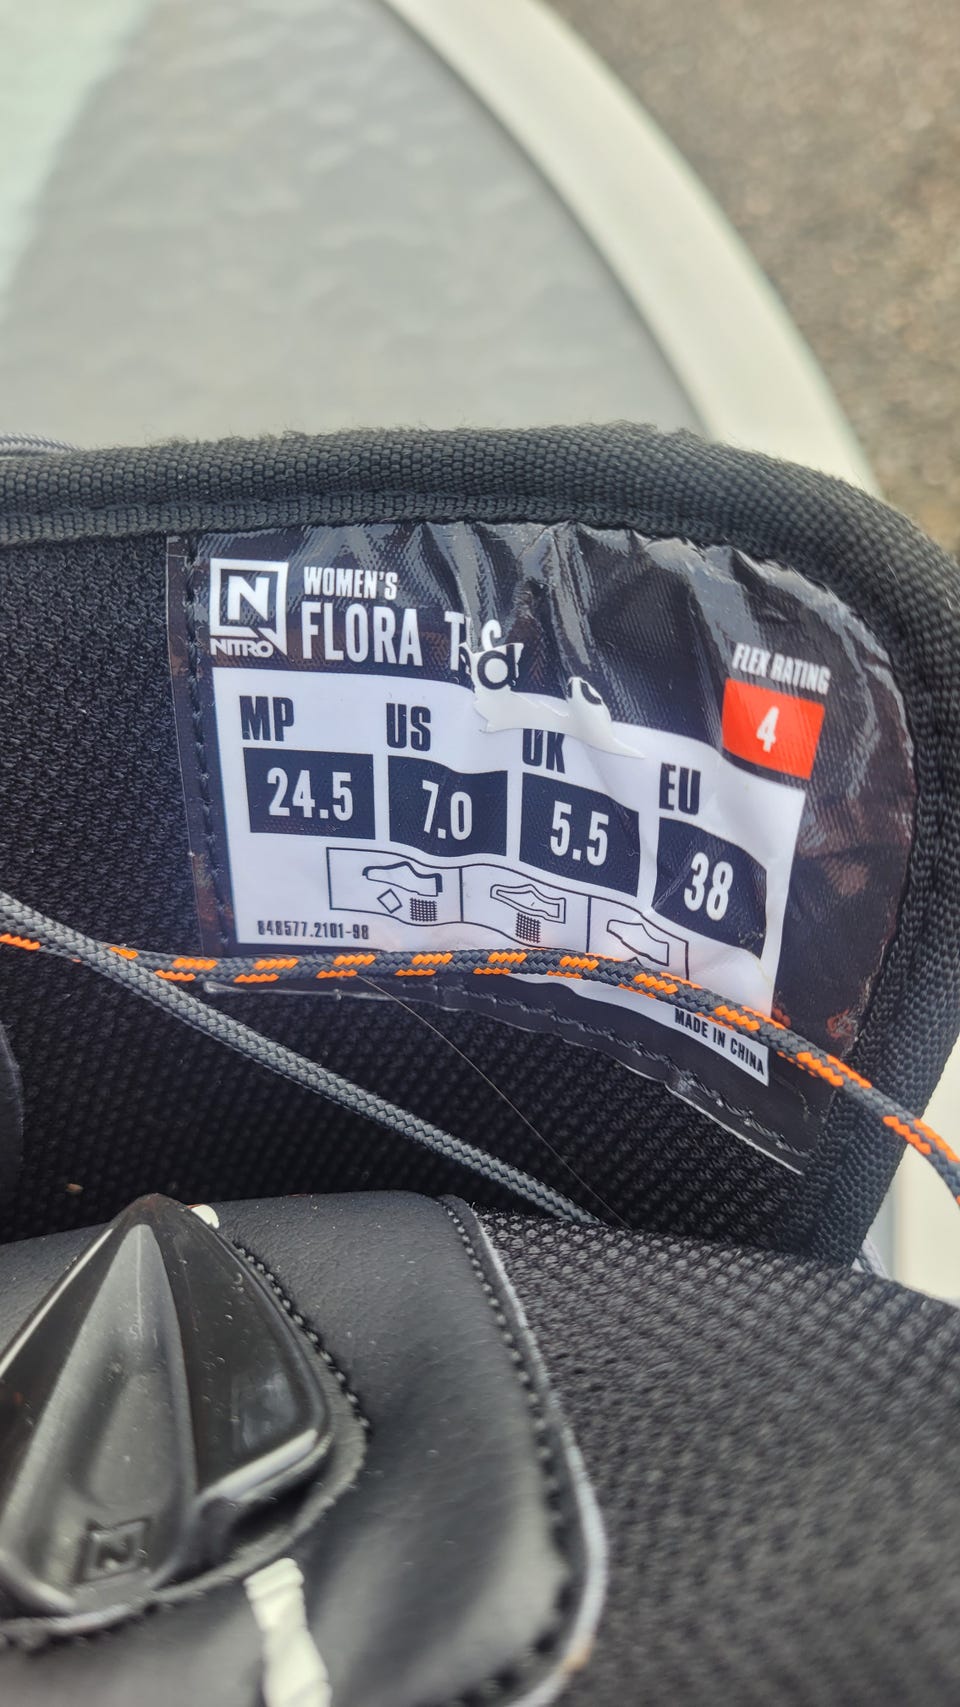 N
NITRO
WOMEN'S
FLORA
FLEX RATING
4
MP US UK EU
24.5 7.0 5.5 38
848577.2101-98
MADE IN CHINA
N